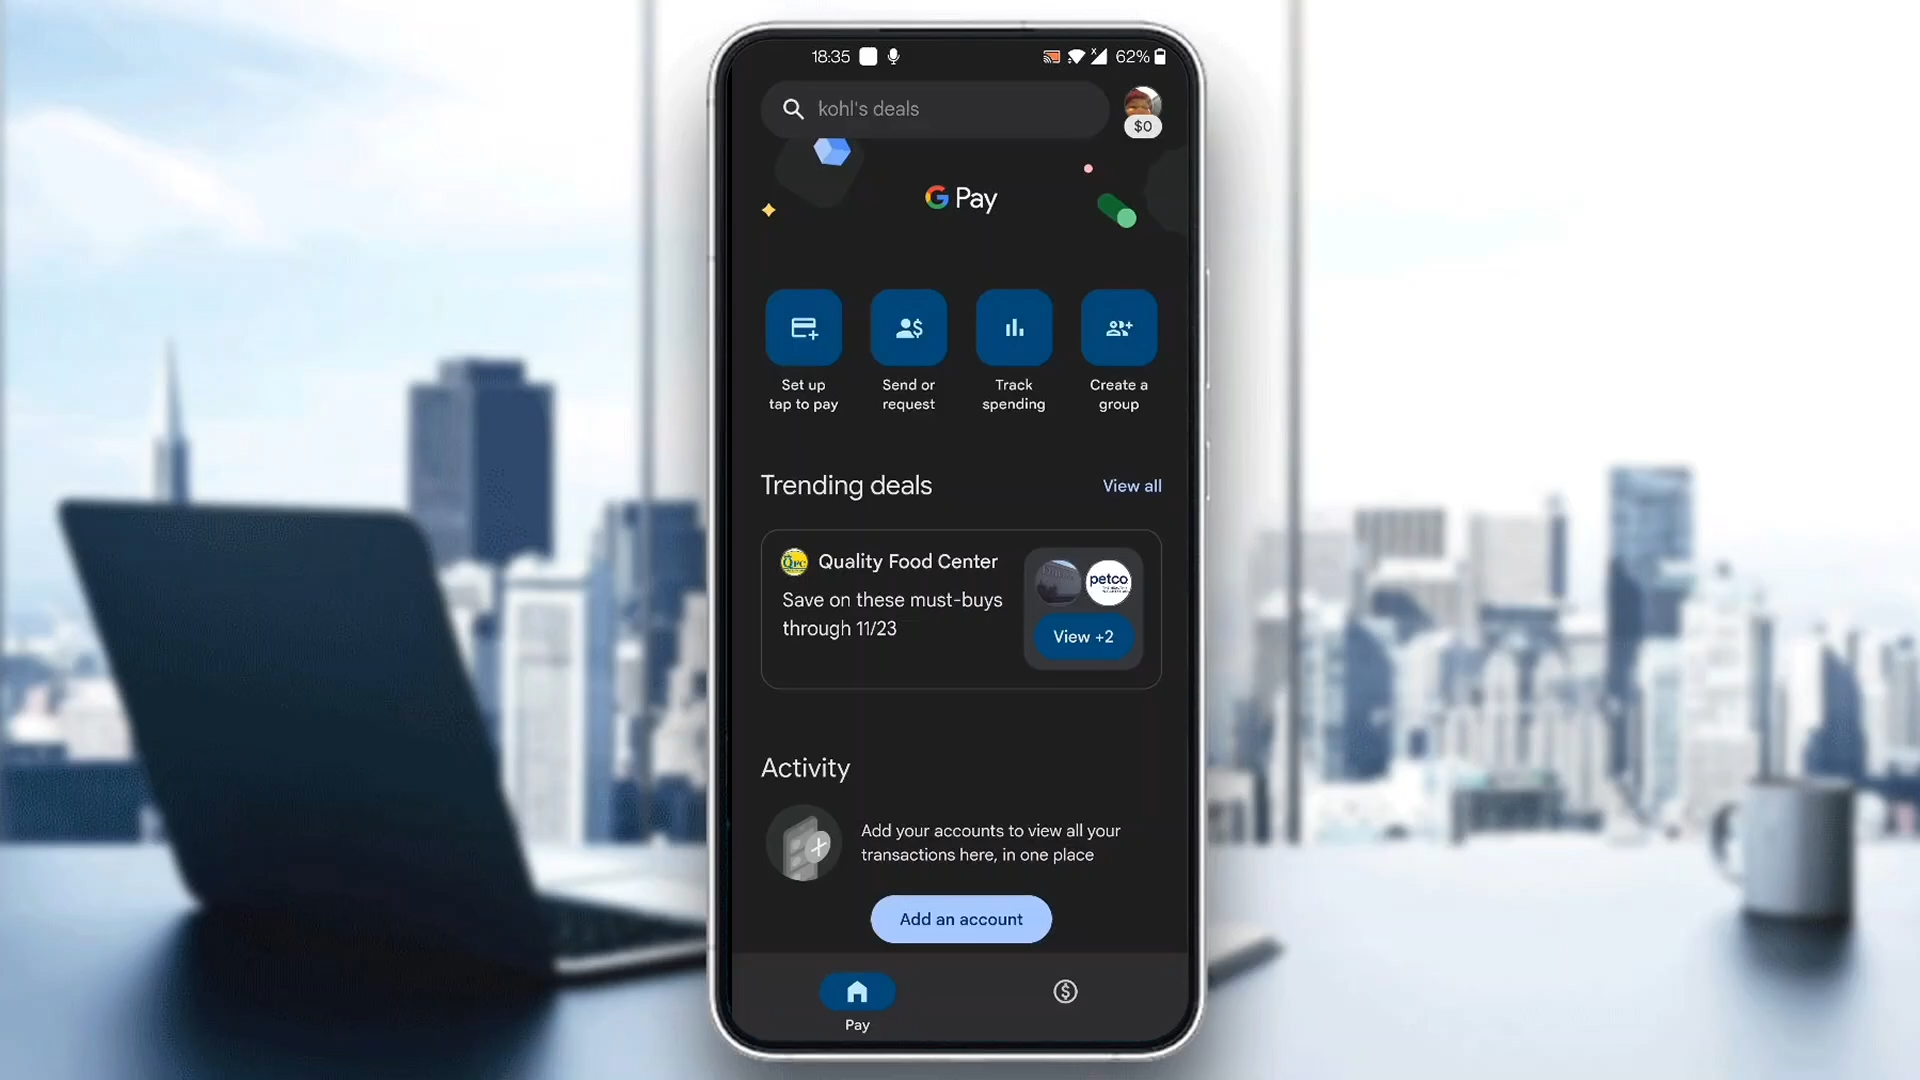 18:35
62%
kohl's deals
$0
G Pay
Set up
tap to pay
Send or
request
Track
spending
Create a
group
Trending deals
View all
QFC
Quality Food Center
Save on these must-buys
through 11/23
petco
View +2
Activity
Add your accounts to view all your
transactions here, in one place
Add an account
Pay